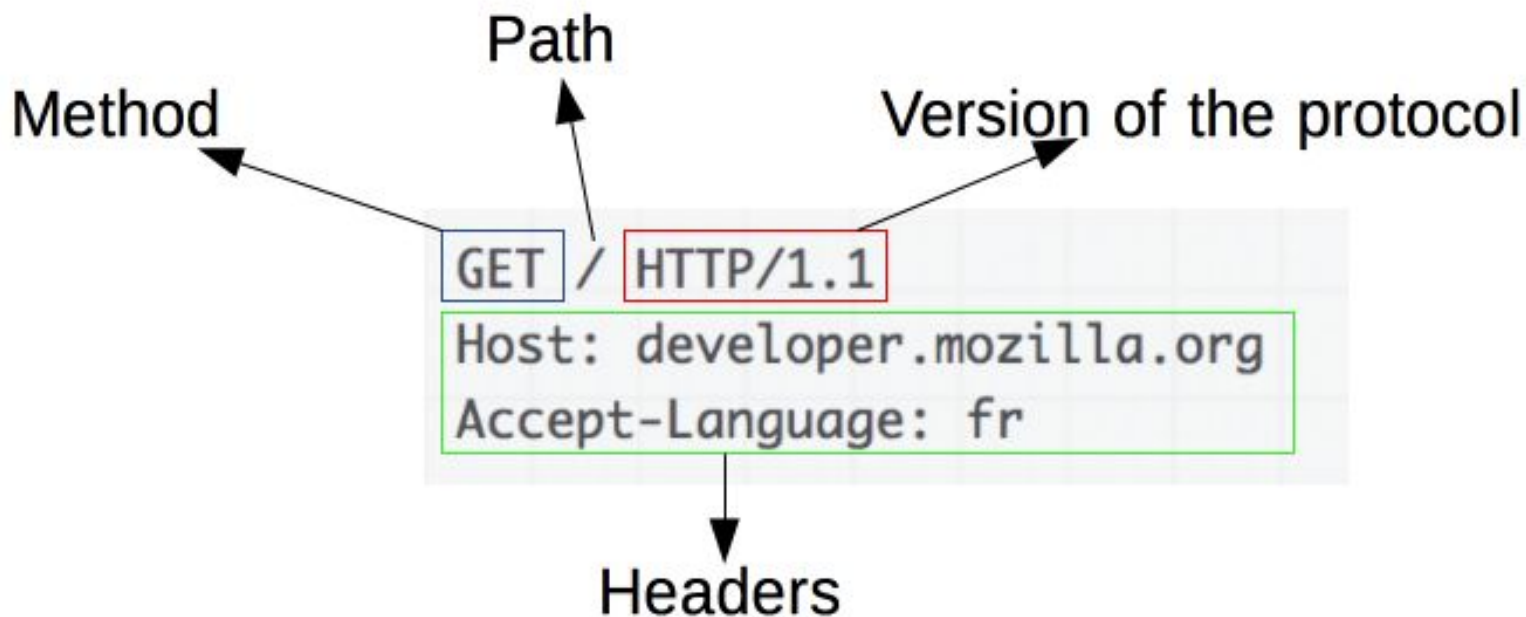 Path
Method
Version of the protocol
GET / HTTP/1.1
Host: developer.mozilla.org
Accept-Language: fr
Headers